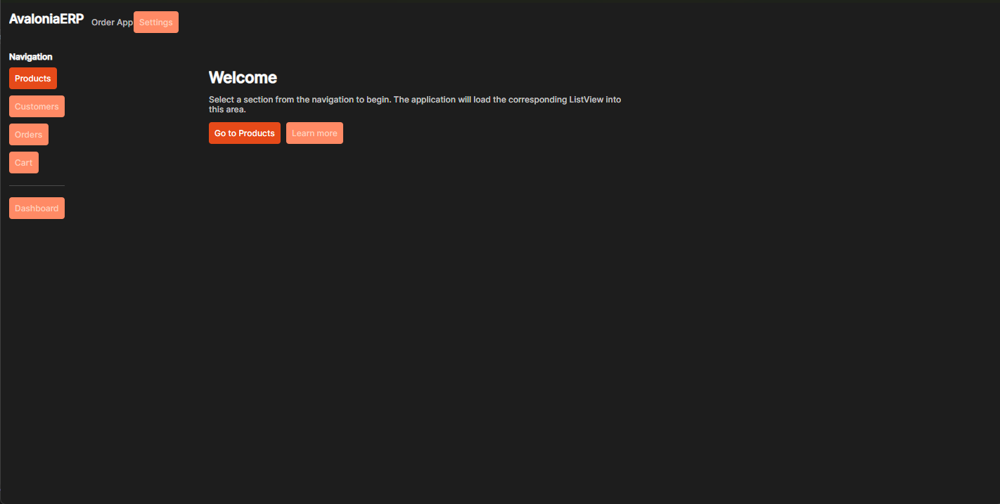 AvaloniaERP
Order App
Settings
Navigation
Products
Customers
Orders
Cart
Dashboard
Welcome
Select a section from the navigation to begin. The application will load the corresponding ListView into
this area.
Go to Products
Learn more